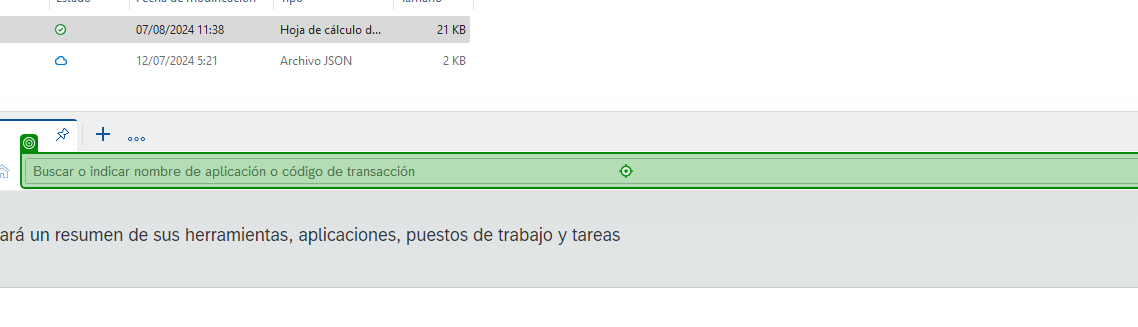 Estado Fecha de modificación Tipo Tamaño
07/08/2024 11:38 Hoja de cálculo d... 21 KB
12/07/2024 5:21 Archivo JSON 2 KB
Buscar o indicar nombre de aplicación o código de transacción
ará un resumen de sus herramientas, aplicaciones, puestos de trabajo y tareas